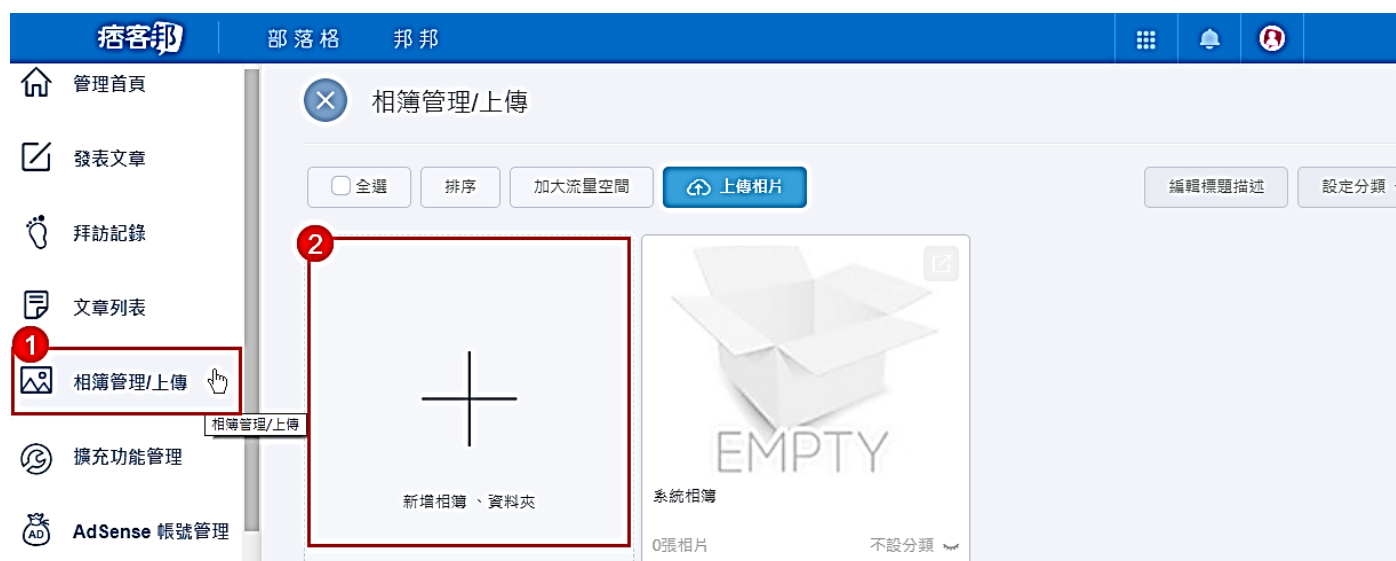 痞客邦 部落格 邦邦
管理首頁
發表文章
拜訪記錄
文章列表
1
相簿管理/上傳
相簿管理/上傳
擴充功能管理
AD
AdSense 帳號管理
相簿管理/上傳
全選 排序 加大流量空間 上傳相片 編輯標題描述 設定分類
2
新增相簿 、資料夾
EMPTY
系統相簿
0張相片 不設分類